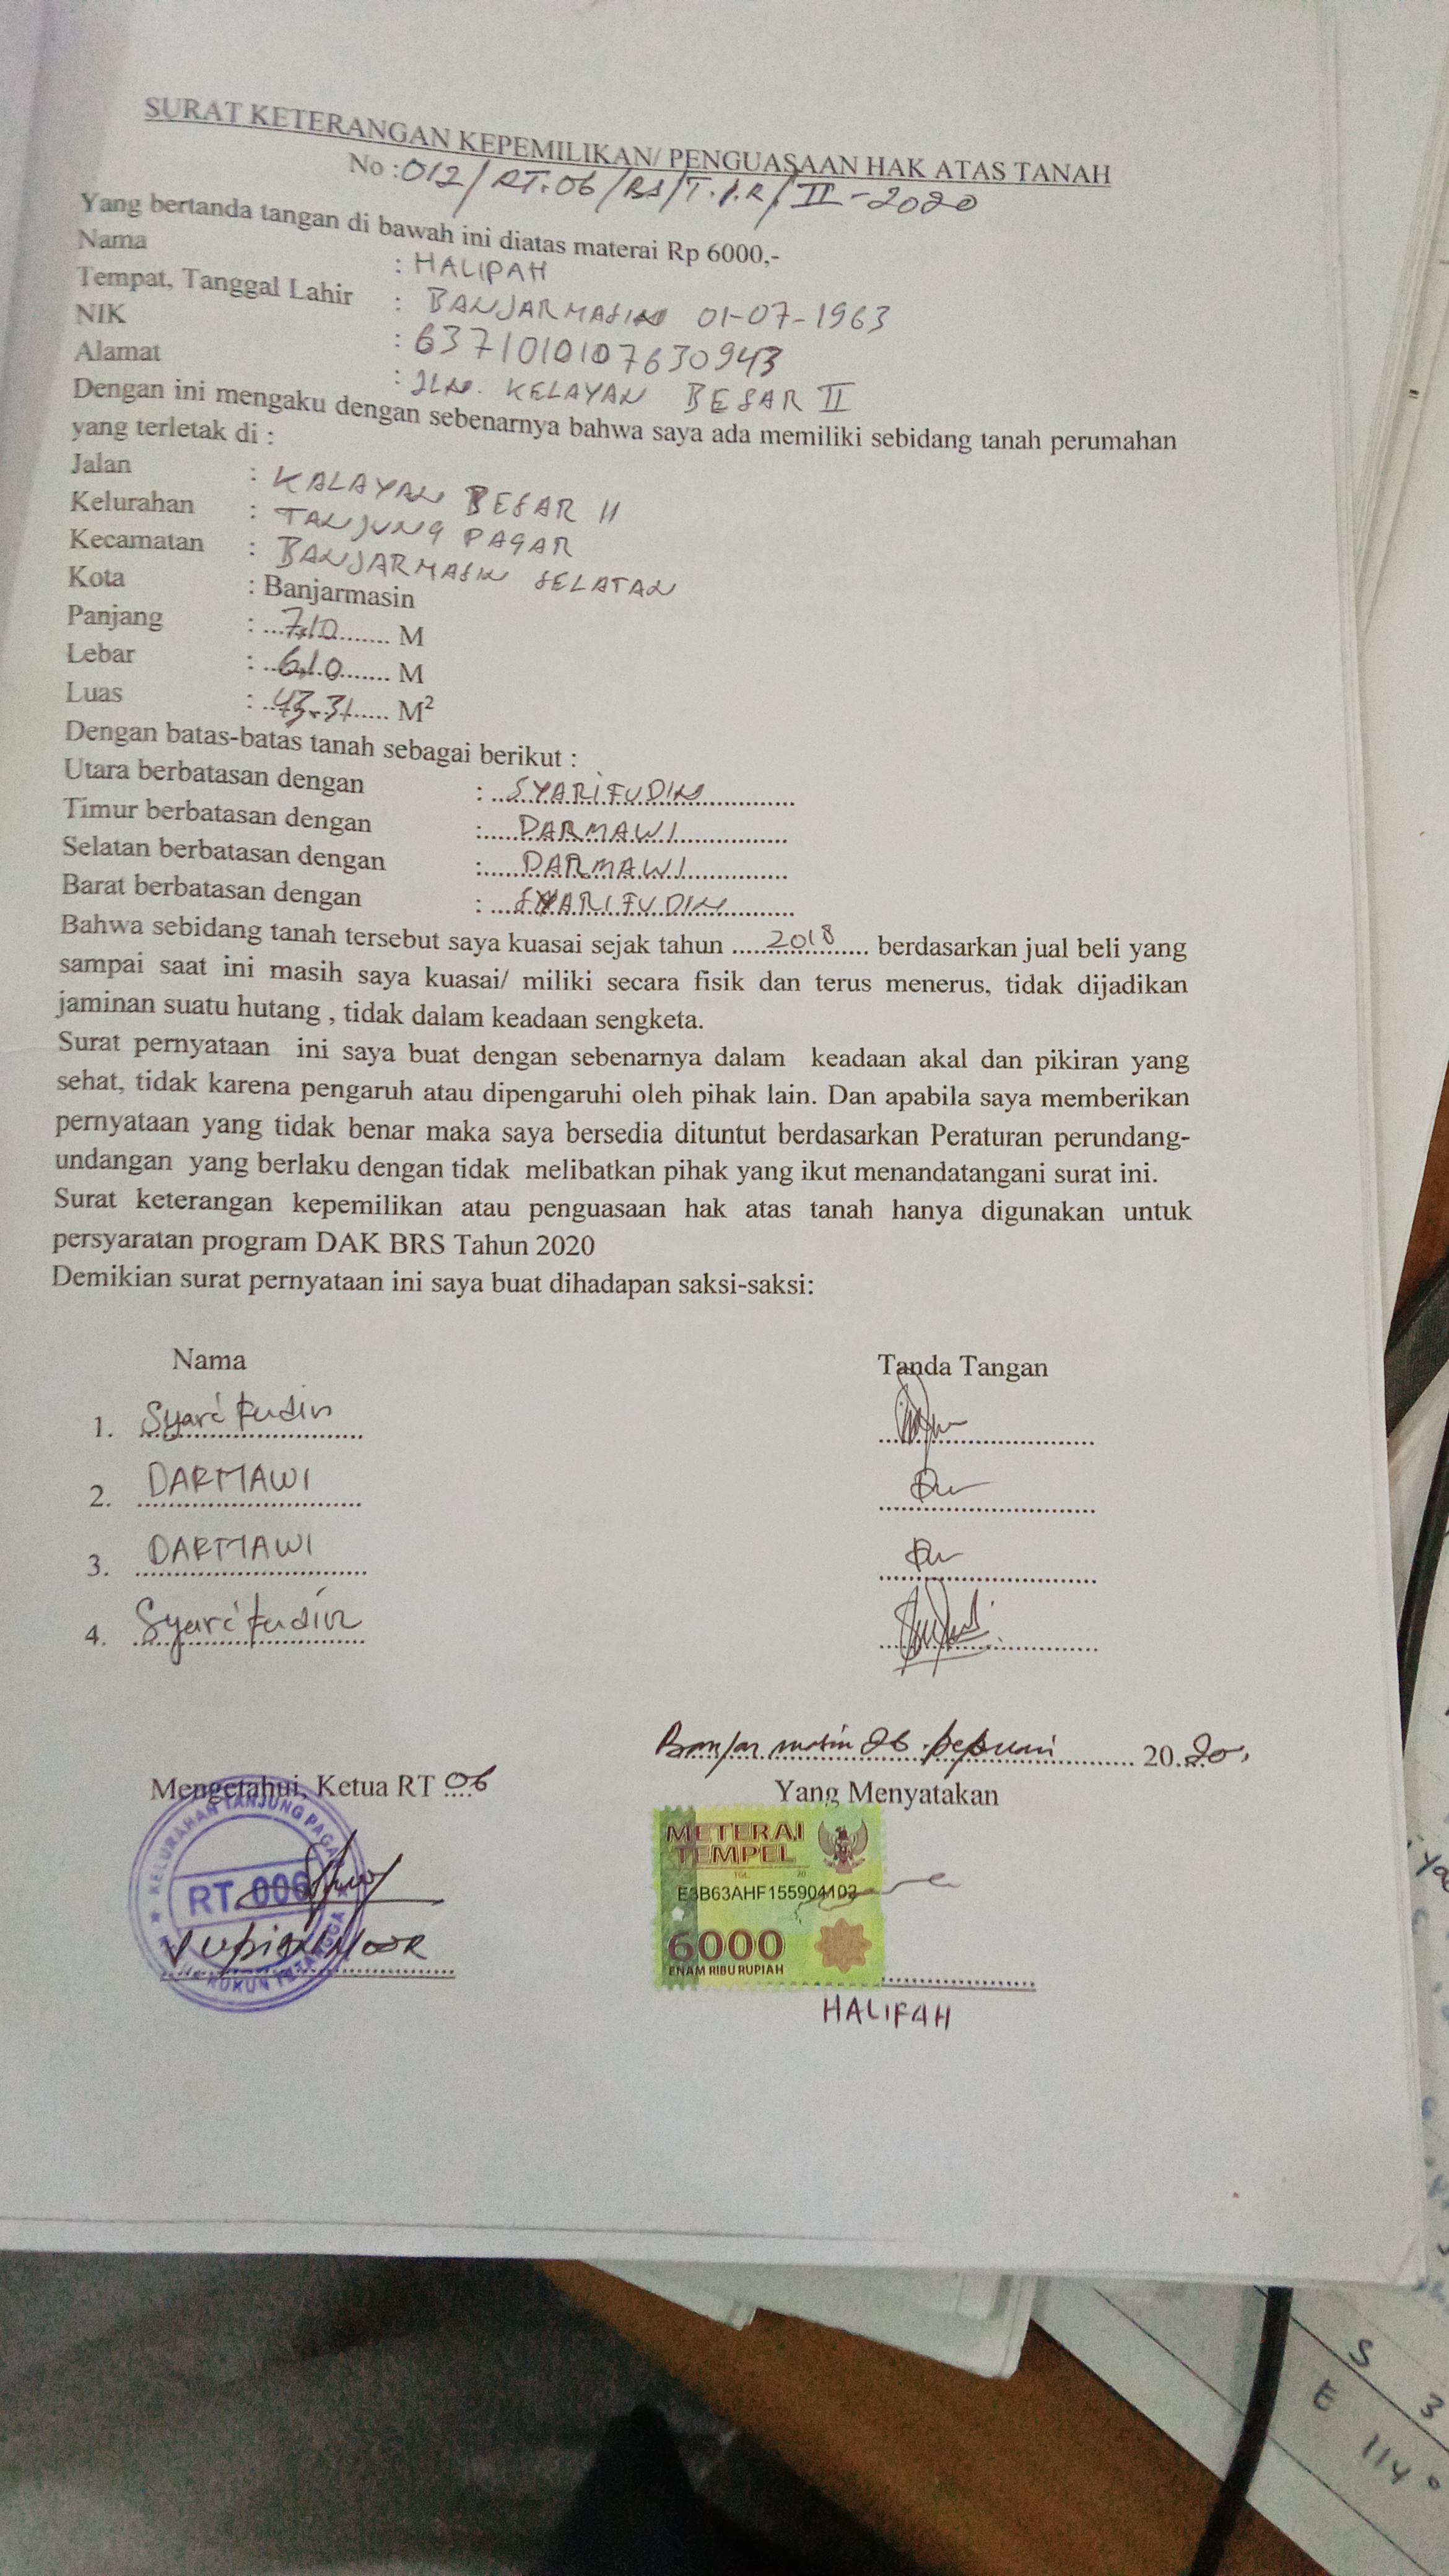 SURAT KETERANGAN KEPEMILIKAN/ PENGUASAAN HAK ATAS TANAH
No : 012/RT.06/BS/T.P.R/II-2020
Yang bertanda tangan di bawah ini diatas materai Rp 6000,-
Nama : HALIPAH
Tempat, Tanggal Lahir : BANJARMASIN 01-07-1963
NIK : 6371010107630943
Alamat : JLN. KELAYAN BESAR II
Dengan ini mengaku dengan sebenarnya bahwa saya ada memiliki sebidang tanah perumahan
yang terletak di :
Jalan : KALAYAN BESAR II
Kelurahan : TANJUNG PAGAR
Kecamatan : BANJARMASIN SELATAN
Kota : Banjarmasin
Panjang : 7,10 M
Lebar : 6,10 M
Luas : 43.31 M²
Dengan batas-batas tanah sebagai berikut :
Utara berbatasan dengan : SYARIFUDIN
Timur berbatasan dengan : DARMAWI
Selatan berbatasan dengan : DARMAWI
Barat berbatasan dengan : SYARIFUDIN
Bahwa sebidang tanah tersebut saya kuasai sejak tahun 2018 berdasarkan jual beli yang
sampai saat ini masih saya kuasai/ miliki secara fisik dan terus menerus, tidak dijadikan
jaminan suatu hutang , tidak dalam keadaan sengketa.
Surat pernyataan ini saya buat dengan sebenarnya dalam keadaan akal dan pikiran yang
sehat, tidak karena pengaruh atau dipengaruhi oleh pihak lain. Dan apabila saya memberikan
pernyataan yang tidak benar maka saya bersedia dituntut berdasarkan Peraturan perundang-
undangan yang berlaku dengan tidak melibatkan pihak yang ikut menandatangani surat ini.
Surat keterangan kepemilikan atau penguasaan hak atas tanah hanya digunakan untuk
persyaratan program DAK BRS Tahun 2020
Demikian surat pernyataan ini saya buat dihadapan saksi-saksi:
Nama Tanda Tangan
1. Syarifudin
2. DARMAWI
3. DARMAWI
4. Syarifudin
Banjarmasin 26 20 20
Mengetahui, Ketua RT 06
Yang Menyatakan
KELURAHAN TANJUNG PAGAR
RT.006
RUKUN TETANGGA
METERAI
TEMPEL
TGL 20
E3B63AHF155904102
6000
ENAM RIBU RUPIAH
HALIFAH
S 3
E 114°